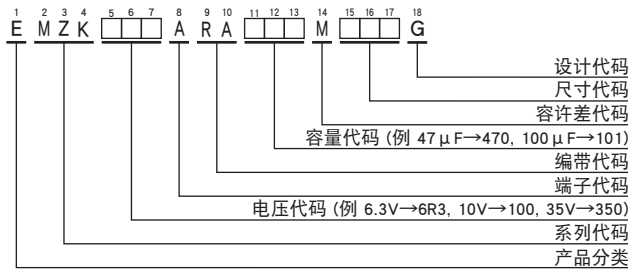 1 2 3 4 5 6 7 8 9 10 11 12 13 14 15 16 17 18
E M Z K □□□ A R A □□□ M □□□ G
设计代码
尺寸代码
容许差代码
容量代码 (例 47μF→470, 100μF→101)
编带代码
端子代码
电压代码 (例 6.3V→6R3, 10V→100, 35V→350)
系列代码
产品分类